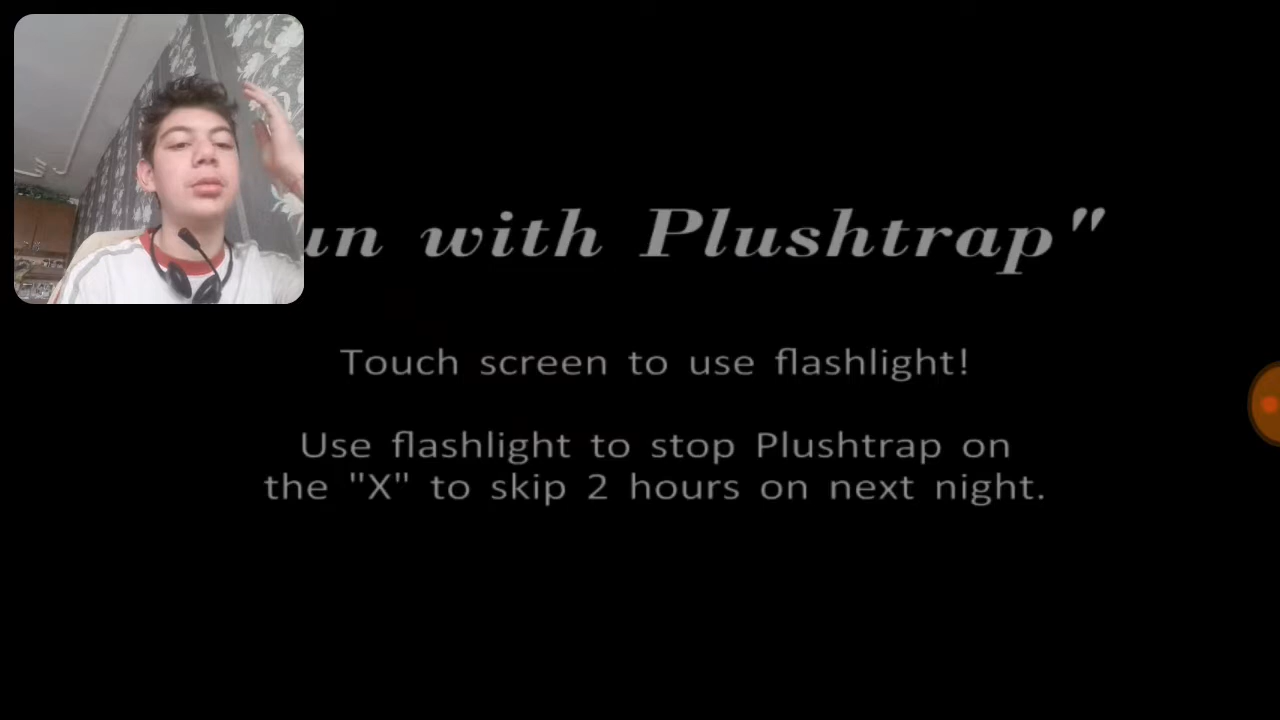 un with Plushtrap"
Touch screen to use flashlight!
Use flashlight to stop Plushtrap on
the "X" to skip 2 hours on next night.